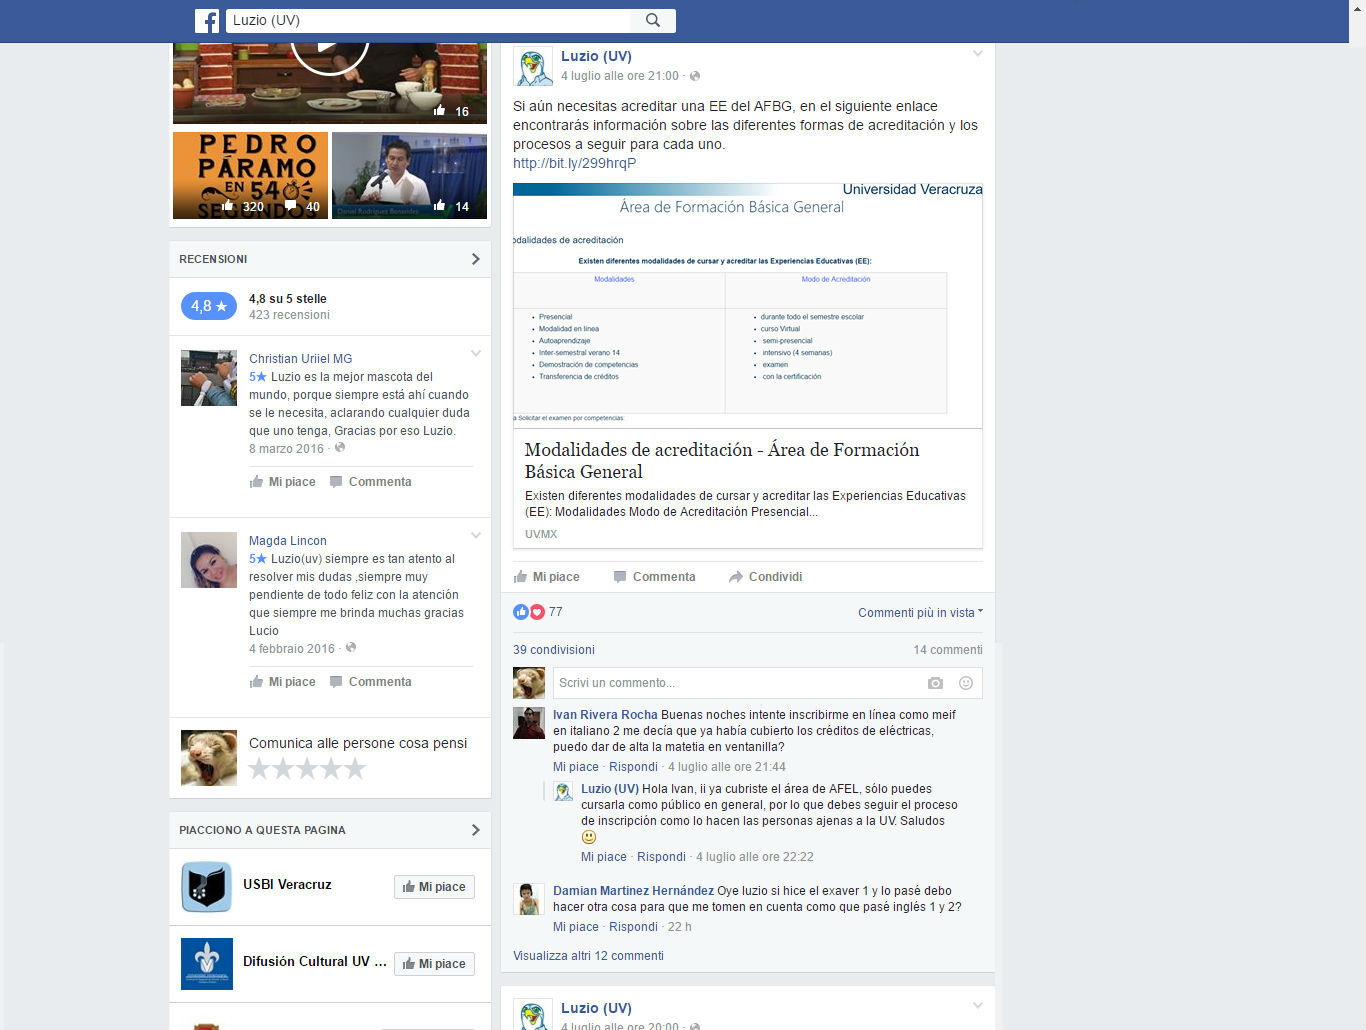 Luzio (UV)
16
PEDRO
PÁRAMO
EN 54
SEGUNDOS
320
40
Daniel Rodríguez Benavides
14
RECENSIONI
4,8
4,8 su 5 stelle
423 recensioni
Christian Uriiel MG
5★ Luzio es la mejor mascota del
mundo, porque siempre está ahí cuando
se le necesita, aclarando cualquier duda
que uno tenga, Gracias por eso Luzio.
8 marzo 2016 ·
Mi piace Commenta
Magda Lincon
5★ Luzio(uv) siempre es tan atento al
resolver mis dudas ,siempre muy
pendiente de todo feliz con la atención
que siempre me brinda muchas gracias
Lucio
4 febbraio 2016 ·
Mi piace Commenta
Comunica alle persone cosa pensi
PIACCIONO A QUESTA PAGINA
USBI Veracruz
Mi piace
Difusión Cultural UV ...
Mi piace
Luzio (UV)
4 luglio alle ore 21:00 ·
Si aún necesitas acreditar una EE del AFBG, en el siguiente enlace
encontrarás información sobre las diferentes formas de acreditación y los
procesos a seguir para cada uno.
http://bit.ly/299hrqP
Universidad Veracruza
Área de Formación Básica General
odalidades de acreditación
Existen diferentes modalidades de cursar y acreditar las Experiencias Educativas (EE):
Modalidades Modo de Acreditación
• Presencial • durante todo el semestre escolar
• Modalidad en línea • curso Virtual
• Autoaprendizaje • semi-presencial
• Inter-semestral verano 14 • intensivo (4 semanas)
• Demostración de competencias • examen
• Transferencia de créditos • con la certificación
a Solicitar el examen por competencias:
Modalidades de acreditación - Área de Formación
Básica General
Existen diferentes modalidades de cursar y acreditar las Experiencias Educativas
(EE): Modalidades Modo de Acreditación Presencial...
UV.MX
Mi piace Commenta Condividi
77 Commenti più in vista
39 condivisioni 14 commenti
Scrivi un commento...
Ivan Rivera Rocha Buenas noches intente inscribirme en línea como meif
en italiano 2 me decía que ya había cubierto los créditos de eléctricas,
puedo dar de alta la matetia en ventanilla?
Mi piace · Rispondi · 4 luglio alle ore 21:44
Luzio (UV) Hola Ivan, ii ya cubriste el área de AFEL, sólo puedes
cursarla como público en general, por lo que debes seguir el proceso
de inscripción como lo hacen las personas ajenas a la UV. Saludos
Mi piace · Rispondi · 4 luglio alle ore 22:22
Damian Martinez Hernández Oye luzio si hice el exaver 1 y lo pasé debo
hacer otra cosa para que me tomen en cuenta como que pasé inglés 1 y 2?
Mi piace · Rispondi · 22 h
Visualizza altri 12 commenti
Luzio (UV)
4 luglio alle ore 20:00 ·